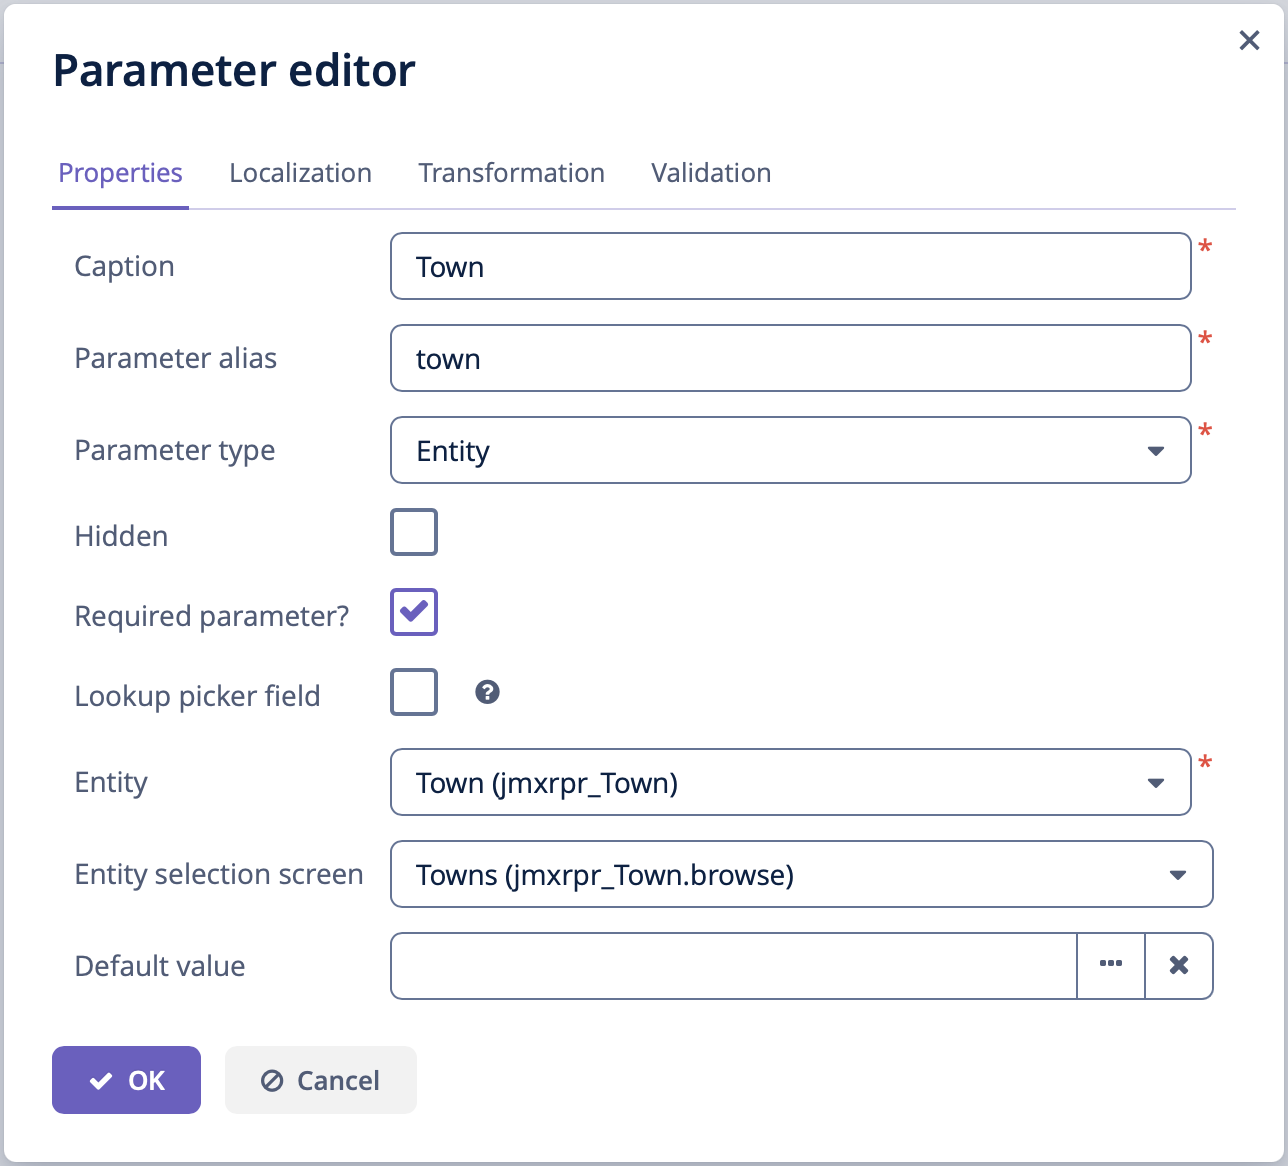 Parameter editor
Properties Localization Transformation Validation
Caption Town *
Parameter alias town *
Parameter type Entity *
Hidden
Required parameter?
Lookup picker field ?
Entity Town (jmxrpr_Town) *
Entity selection screen Towns (jmxrpr_Town.browse)
Default value
OK Cancel